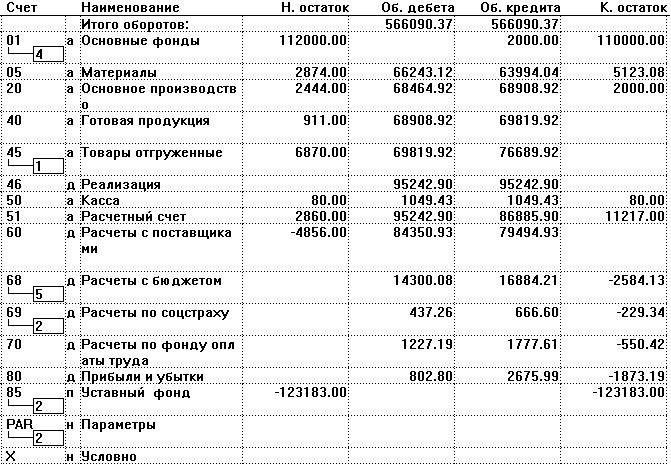 Счет Наименование Н. остаток Об. дебета Об. кредита К. остаток
Итого оборотов: 566090.37 566090.37
01 а Основные фонды 112000.00 2000.00 110000.00
4
05 а Материалы 2874.00 66243.12 63994.04 5123.08
20 а Основное производств 2444.00 68464.92 68908.92 2000.00
о
40 а Готовая продукция 911.00 68908.92 69819.92
45 а Товары отгруженные 6870.00 69819.92 76689.92
1
46 д Реализация 95242.90 95242.90
50 а Касса 80.00 1049.43 1049.43 80.00
51 а Расчетный счет 2860.00 95242.90 86885.90 11217.00
60 д Расчеты с поставщика -4856.00 84350.93 79494.93
ми
68 д Расчеты с бюджетом 14300.08 16884.21 -2584.13
5
69 д Расчеты по соцстраху 437.26 666.60 -229.34
2
70 д Расчеты по фонду опл 1227.19 1777.61 -550.42
аты труда
80 д Прибыли и убытки 802.80 2675.99 -1873.19
85 п Уставный фонд -123183.00 -123183.00
2
PAR н Параметры
2
X н Условно